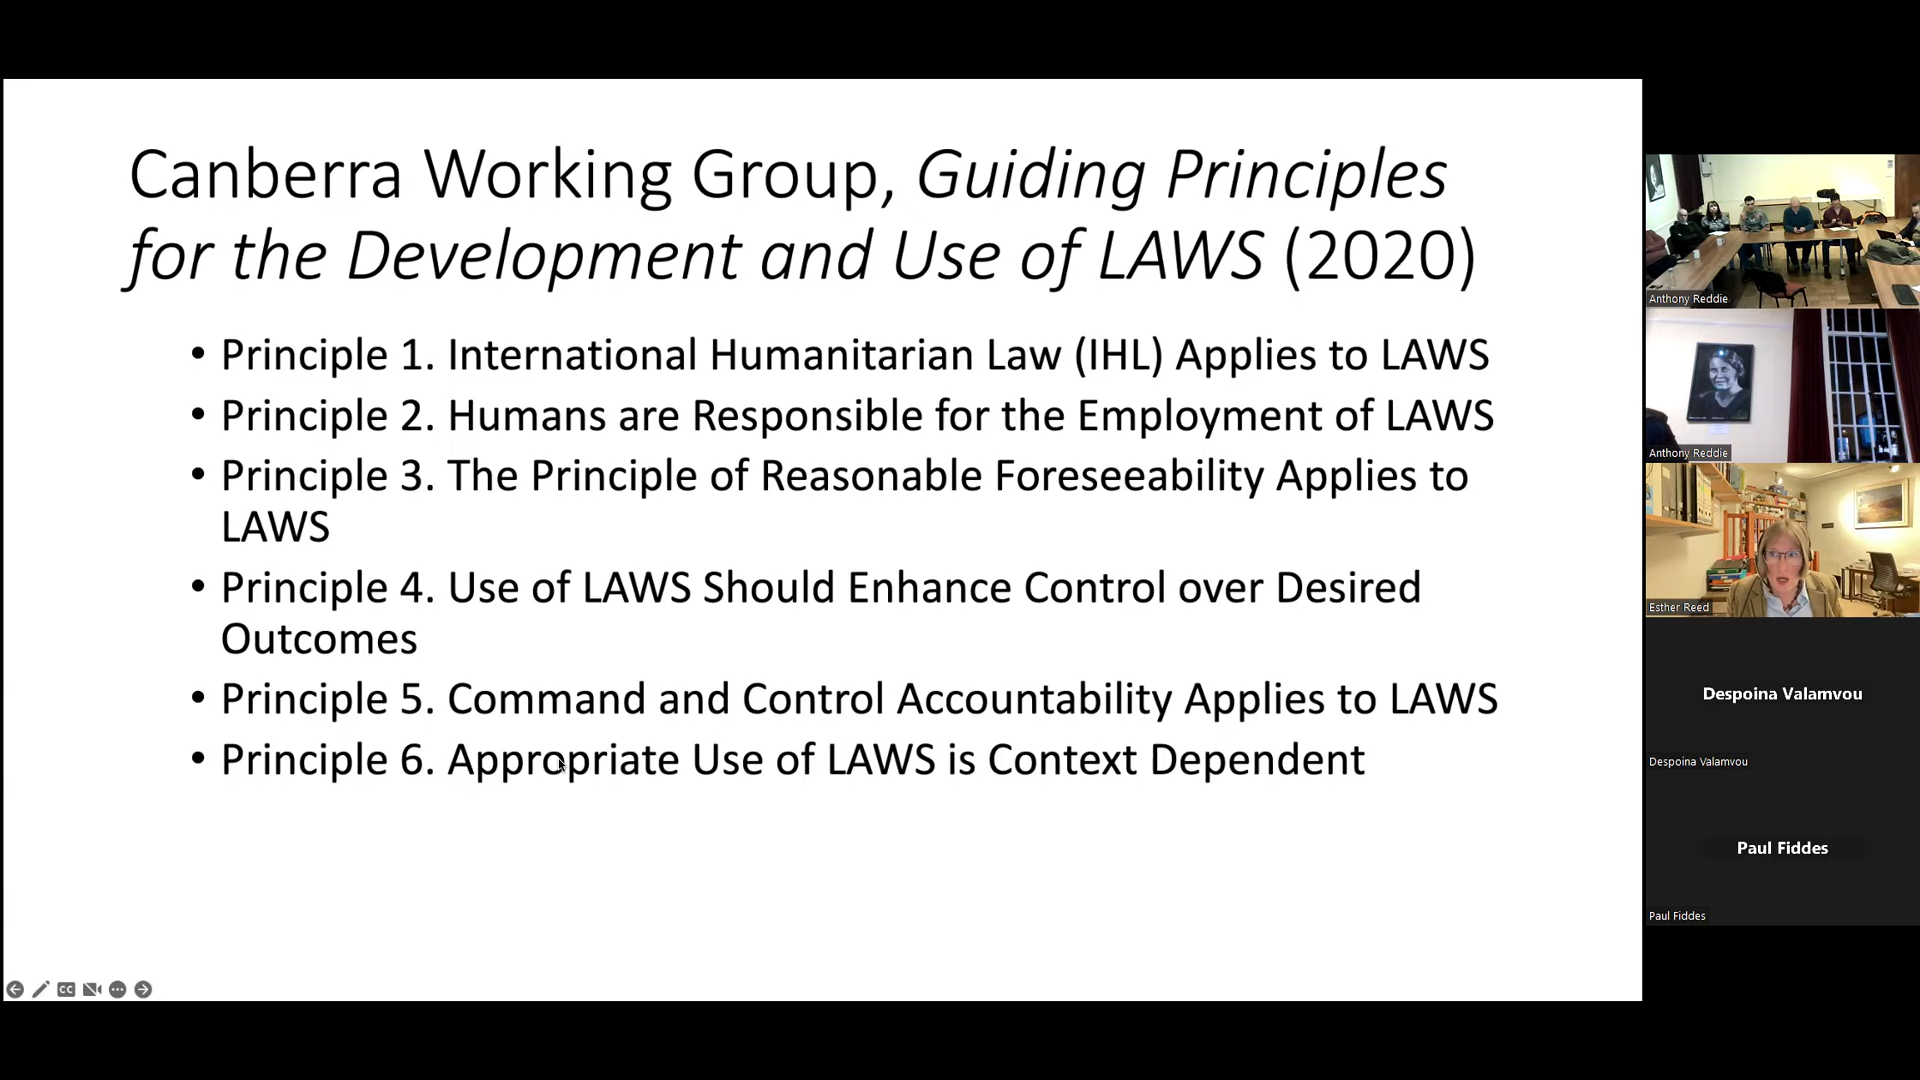 Canberra Working Group, Guiding Principles
for the Development and Use of LAWS (2020)
• Principle 1. International Humanitarian Law (IHL) Applies to LAWS
• Principle 2. Humans are Responsible for the Employment of LAWS
• Principle 3. The Principle of Reasonable Foreseeability Applies to
LAWS
• Principle 4. Use of LAWS Should Enhance Control over Desired
Outcomes
• Principle 5. Command and Control Accountability Applies to LAWS
• Principle 6. Appropriate Use of LAWS is Context Dependent
CC
Anthony Reddie
Anthony Reddie
Esther Reed
Despoina Valamvou
Despoina Valamvou
Paul Fiddes
Paul Fiddes